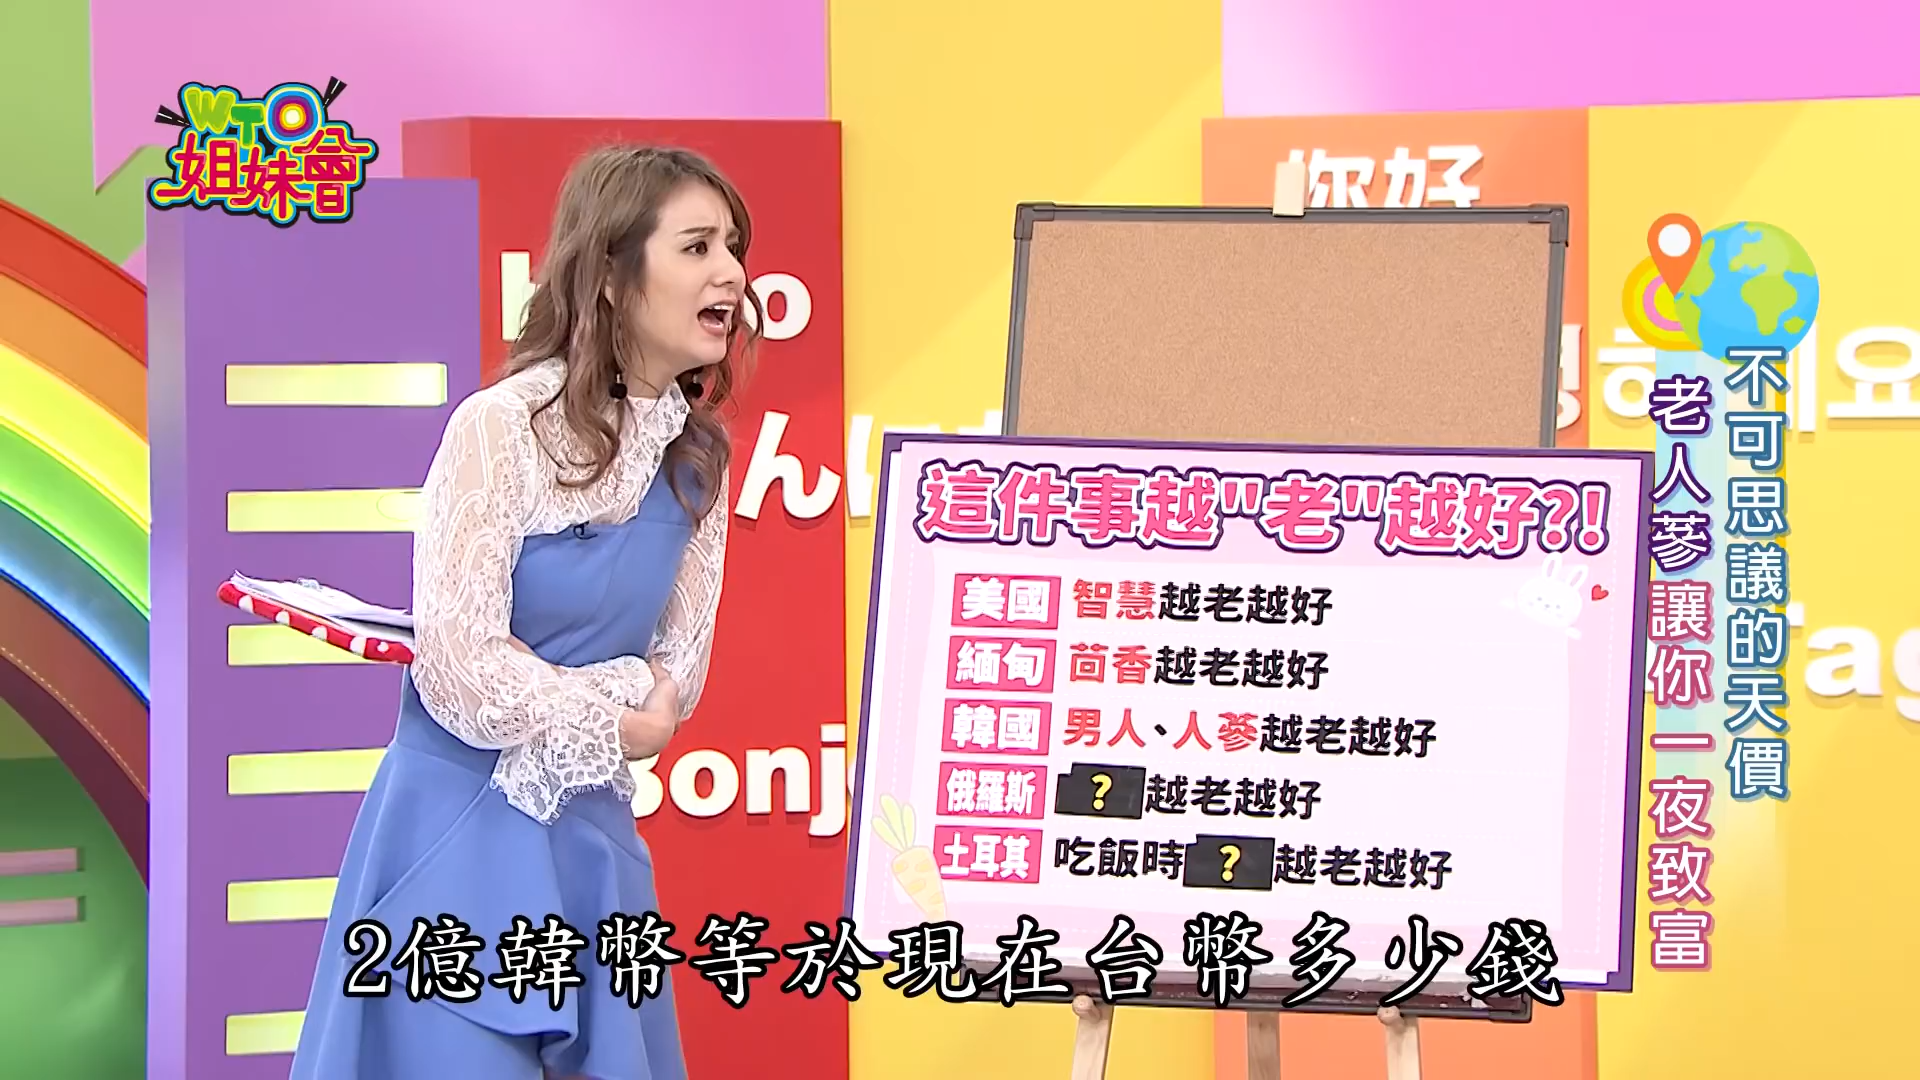 WTO
姐妹會
你好
不可思議的天價
老人蔘 讓你 一夜致富
這件事越"老"越好?!
美國 智慧越老越好
緬甸 茴香越老越好
韓國 男人、人蔘越老越好
俄羅斯 ? 越老越好
土耳其 吃飯時 ? 越老越好
2億韓幣等於現在台幣多少錢